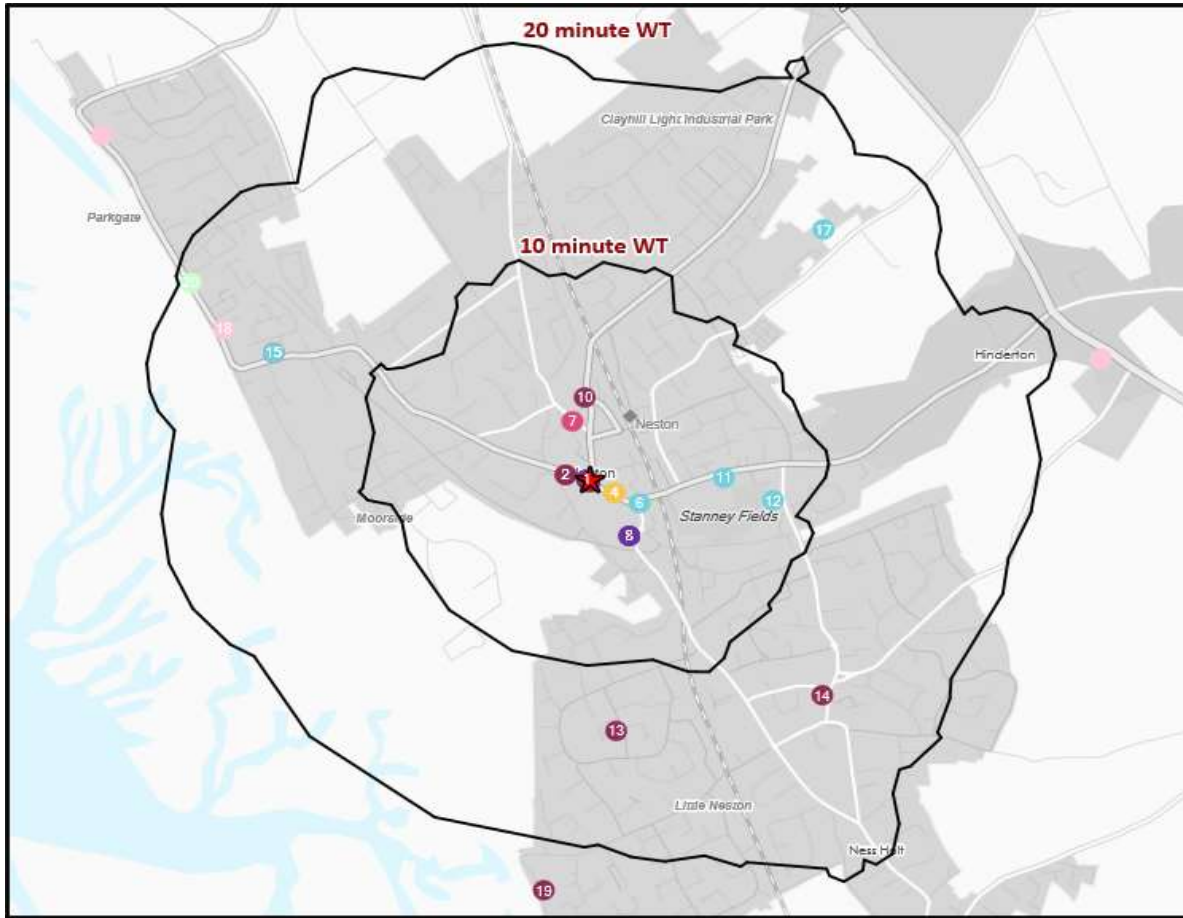 20 minute WT
Clayhill Light Industrial Park
Parkgate
17
10 minute WT
18
15
Hinderton
10
7
Neston
2
4
11
6
12
Moorside
Stanney Fields
8
14
13
Little Neston
Ness Holt
19